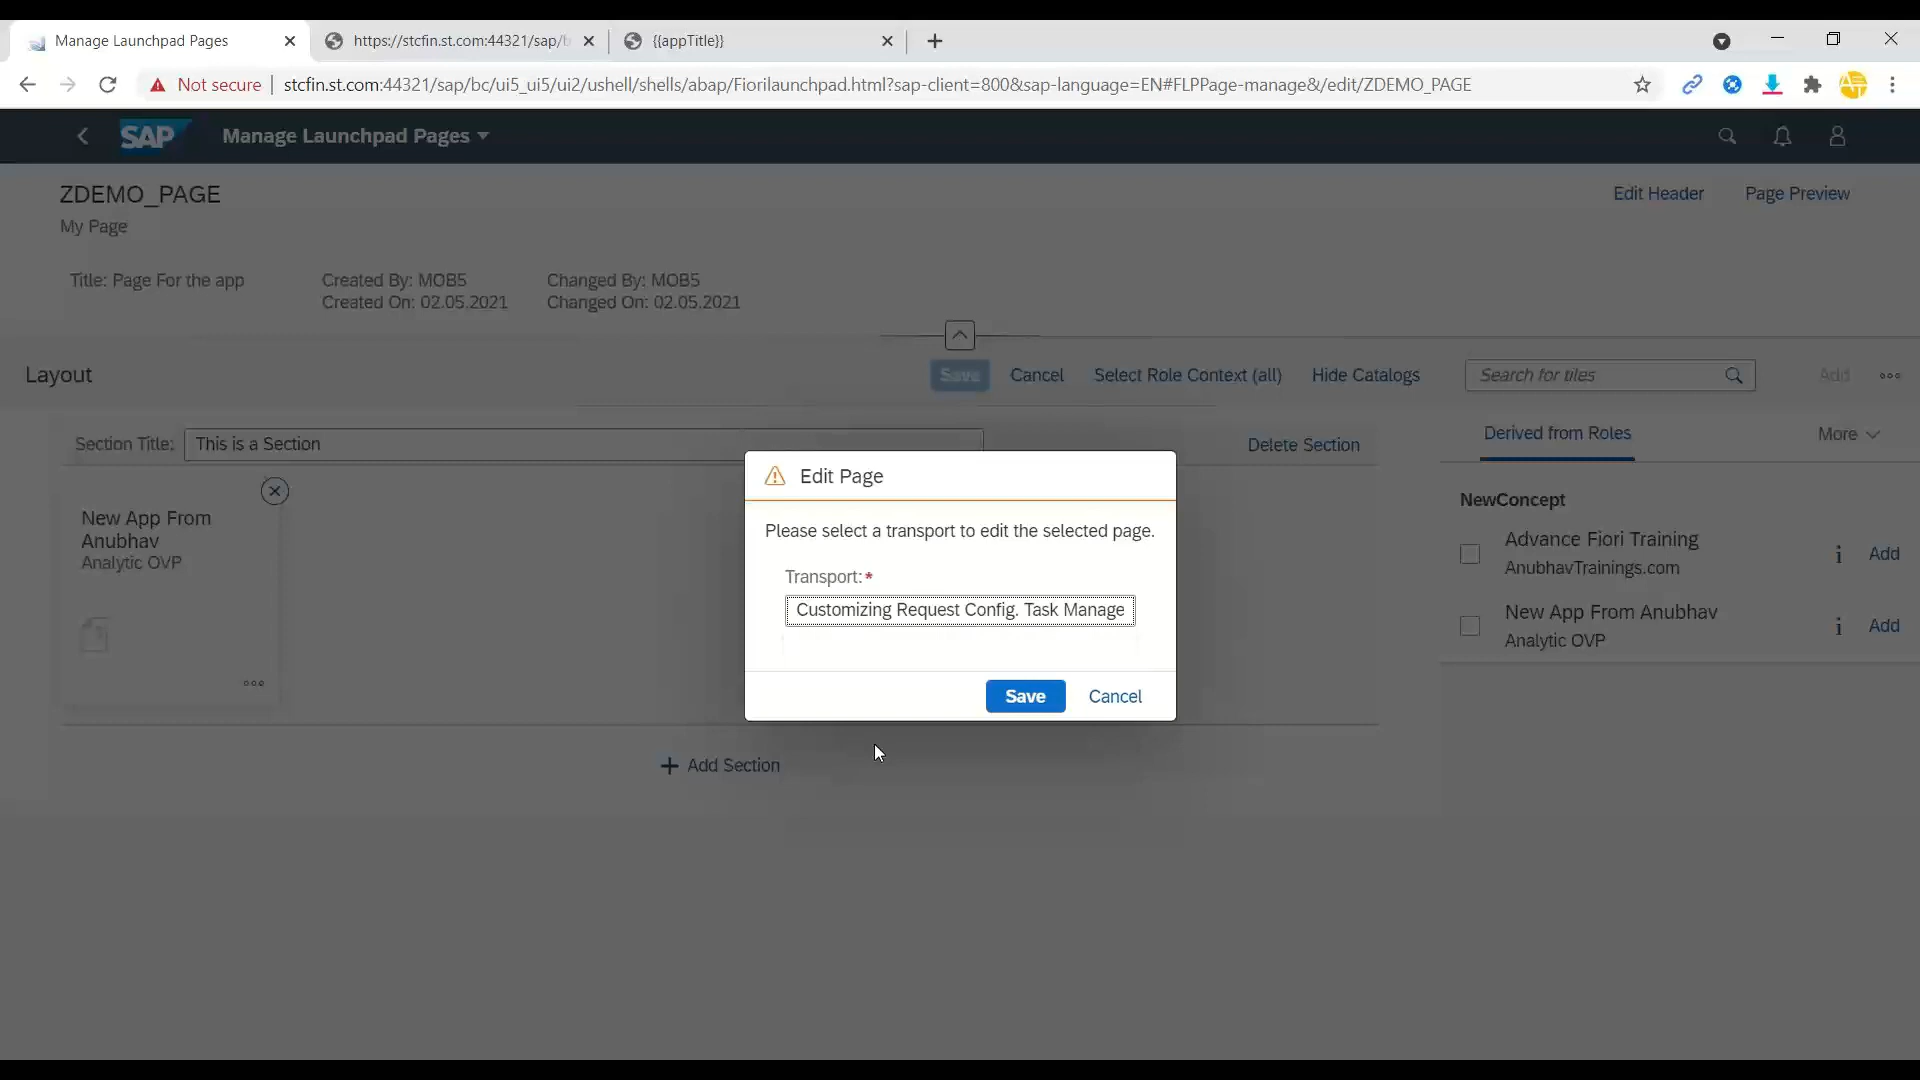 Manage Launchpad Pages
https://stcfin.st.com:44321/sap/b
{{appTitle}}
Not secure
stcfin.st.com:44321/sap/bc/ui5_ui5/ui2/ushell/shells/abap/Fiorilaunchpad.html?sap-client=800&sap-language=EN#FLPPage-manage&/edit/ZDEMO_PAGE
SAP
Manage Launchpad Pages
ZDEMO_PAGE
Edit Header
Page Preview
My Page
Title: Page For the app
Created By: MOB5
Created On: 02.05.2021
Changed By: MOB5
Changed On: 02.05.2021
Layout
Save
Cancel
Select Role Context (all)
Hide Catalogs
Search for tiles
Add
Section Title:
This is a Section
Delete Section
Derived from Roles
More
New App From
Anubhav
Analytic OVP
Edit Page
Please select a transport to edit the selected page.
Transport:*
Customizing Request Config. Task Manage
Save
Cancel
Add Section
NewConcept
Advance Fiori Training
AnubhavTrainings.com
Add
New App From Anubhav
Analytic OVP
Add